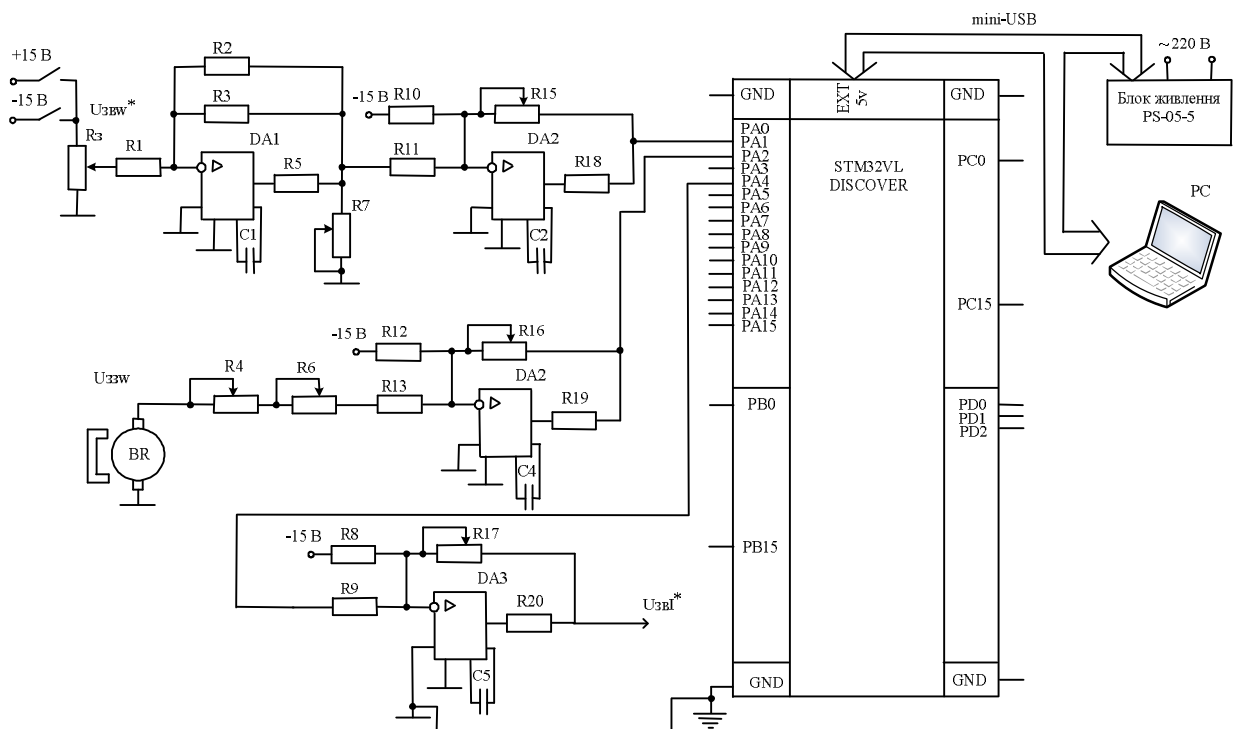 mini-USB
+15 В
-15 В
Uзвw*
Rз
R1
R2
R3
DA1
R5
C1
R7
-15 В
R10
R15
DA2
R11
R18
C2
GND
EXT
5v
GND
PA0
PA1
PA2
PA3
PA4
PA5
PA6
PA7
PA8
PA9
PA10
PA11
PA12
PA13
PA14
PA15
STM32VL
DISCOVER
PC0
PC15
~220 В
Блок живлення
PS-05-5
PC
-15 В
R12
R16
DA2
Uззw
R4
R6
R13
R19
C4
BR
PB0
PD0
PD1
PD2
-15 В
R8
R17
DA3
R9
R20
UзвI*
C5
PB15
GND
GND